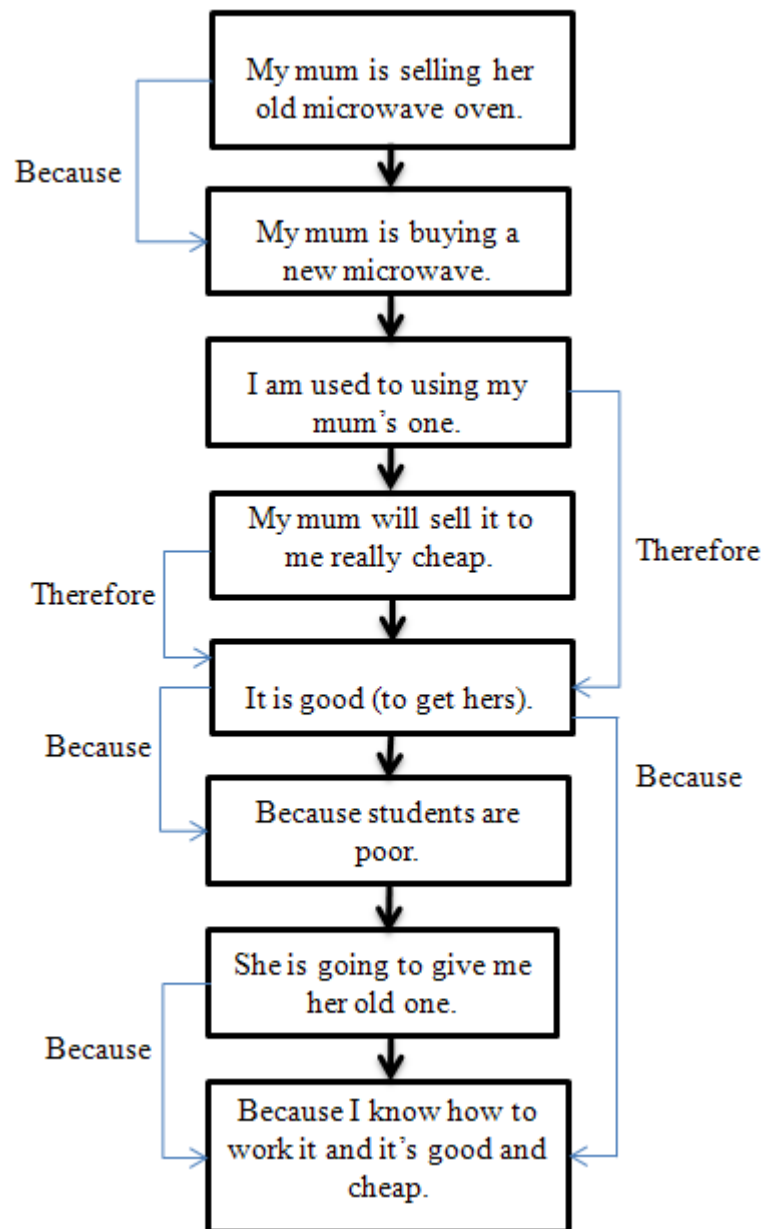 My mum is selling her
old microwave oven.
Because
My mum is buying a
new microwave.
I am used to using my
mum’s one.
My mum will sell it to
me really cheap.
Therefore
Therefore
It is good (to get hers).
Because
Because
Because students are
poor.
She is going to give me
her old one.
Because
Because I know how to
work it and it’s good and
cheap.